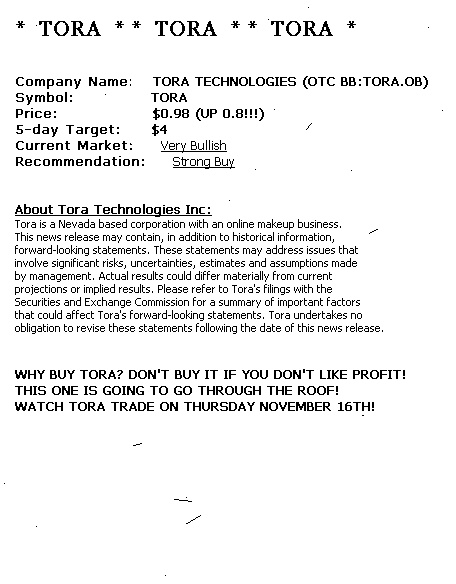 * TORA * * TORA * * TORA *
Company Name: TORA TECHNOLOGIES (OTC BB:TORA.OB)
Symbol: TORA
Price: $0.98 (UP 0.8!!!)
5-day Target: $4
Current Market: Very Bullish
Recommendation: Strong Buy
About Tora Technologies Inc:
Tora is a Nevada based corporation with an online makeup business.
This news release may contain, in addition to historical information,
forward-looking statements. These statements may address issues that
involve significant risks, uncertainties, estimates and assumptions made
by management. Actual results could differ materially from current
projections or implied results. Please refer to Tora's filings with the
Securities and Exchange Commission for a summary of important factors
that could affect Tora's forward-looking statements. Tora undertakes no
obligation to revise these statements following the date of this news release.
WHY BUY TORA? DON'T BUY IT IF YOU DON'T LIKE PROFIT!
THIS ONE IS GOING TO GO THROUGH THE ROOF!
WATCH TORA TRADE ON THURSDAY NOVEMBER 16TH!